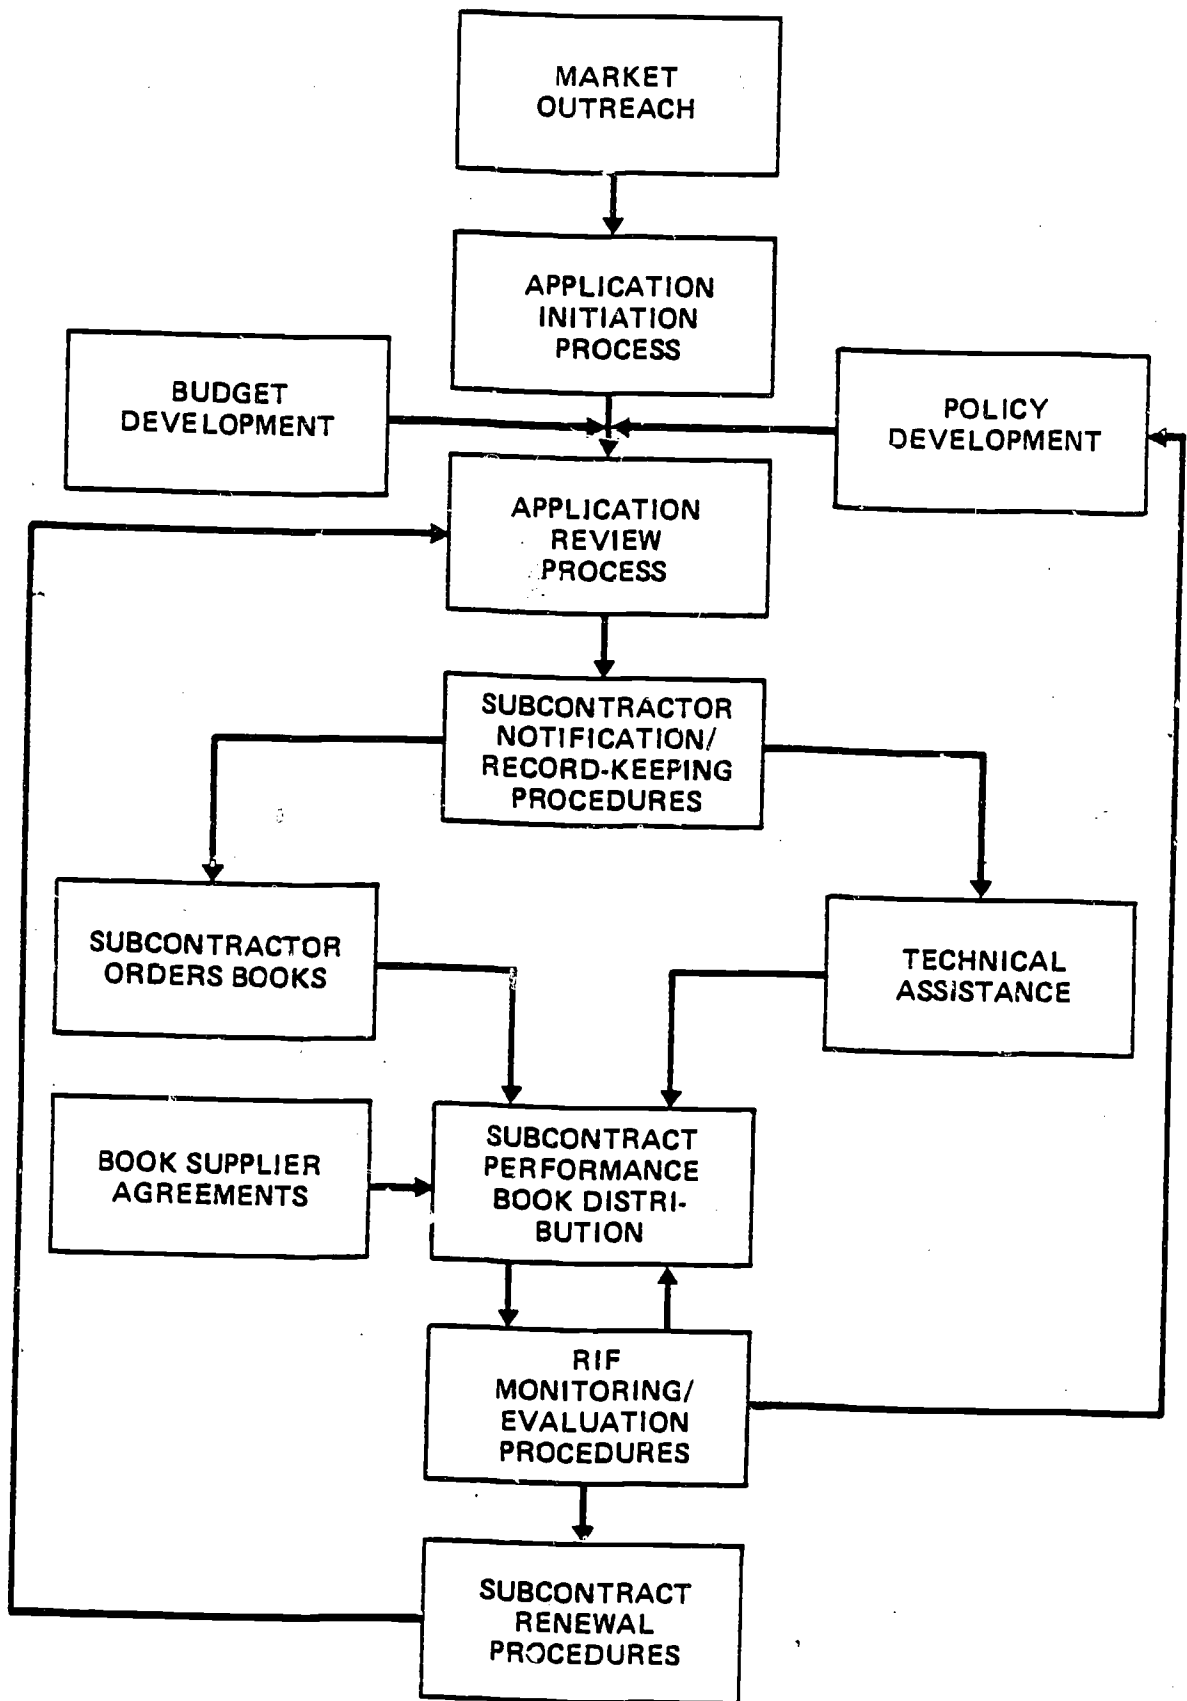 MARKET
OUTREACH
APPLICATION
INITIATION
PROCESS
BUDGET
DEVELOPMENT
POLICY
DEVELOPMENT
APPLICATION
REVIEW
PROCESS
SUBCONTRACTOR
NOTIFICATION/
RECORD-KEEPING
PROCEDURES
SUBCONTRACTOR
ORDERS BOOKS
TECHNICAL
ASSISTANCE
BOOK SUPPLIER
AGREEMENTS
SUBCONTRACT
PERFORMANCE
BOOK DISTRI-
BUTION
RIF
MONITORING/
EVALUATION
PROCEDURES
SUBCONTRACT
RENEWAL
PROCEDURES